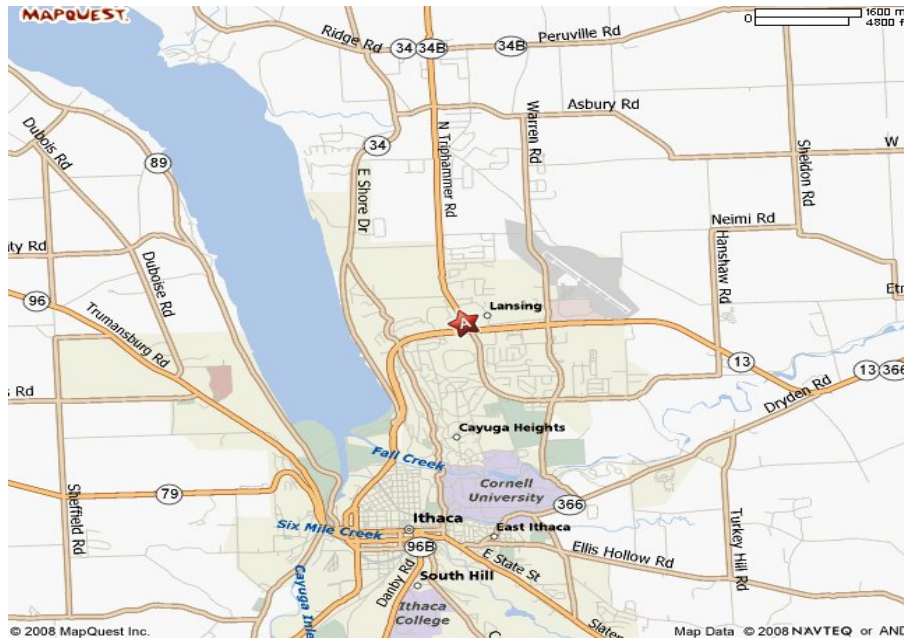 MAPQUEST.
0 1600 m
4800 f
Ridge Rd
34
34B
34B
Peruville Rd
Asbury Rd
Warren Rd
N Triphammer Rd
34
E Shore Dr
89
Dubois Rd
Sheldon Rd
W
Neimi Rd
Hanshaw Rd
aty Rd
Duboise Rd
96
Trumansburg Rd
Etn
Lansing
A
13
13
366
Dryden Rd
s Rd
Cayuga Heights
Fall Creek
Cornell
University
79
366
Sheffield Rd
Six Mile Creek
Ithaca
East Ithaca
96B
E State St
Ellis Hollow Rd
Turkey Hill Rd
Cayuga Inle
Danby Rd
South Hill
Ithaca
College
C
Slater
© 2008 MapQuest Inc.
Map Data © 2008 NAVTEQ or AND